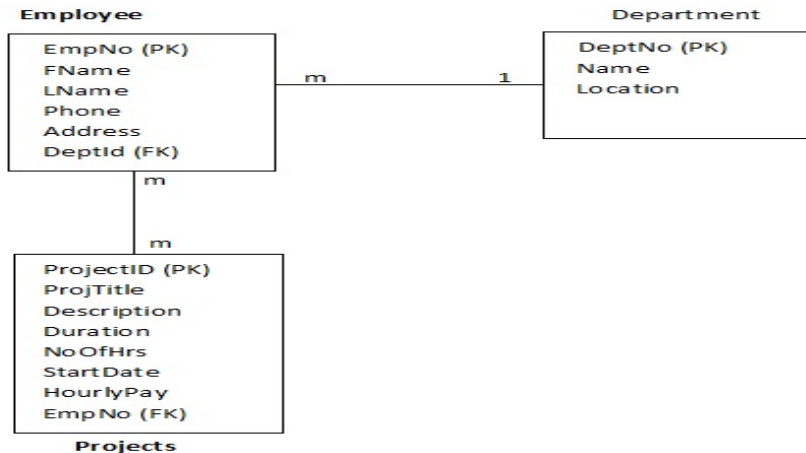 Employee
EmpNo (PK)
FName
LName
Phone
Address
DeptId (FK)
m
1
Department
DeptNo (PK)
Name
Location
m
m
ProjectID (PK)
ProjTitle
Description
Duration
NoOfHrs
StartDate
HourlyPay
EmpNo (FK)
Projects